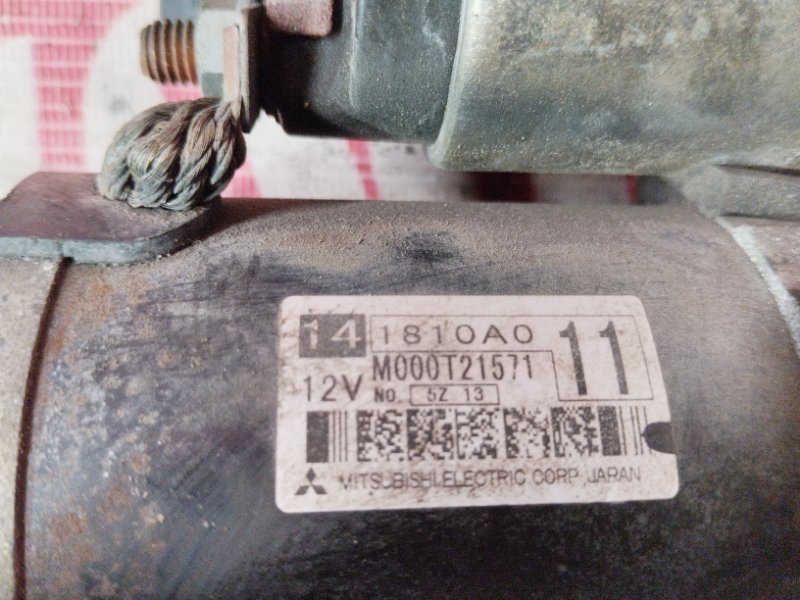 14 1810A0 11
M000T21571
12V No. 5Z 13
MITSUBISHI ELECTRIC CORP. JAPAN